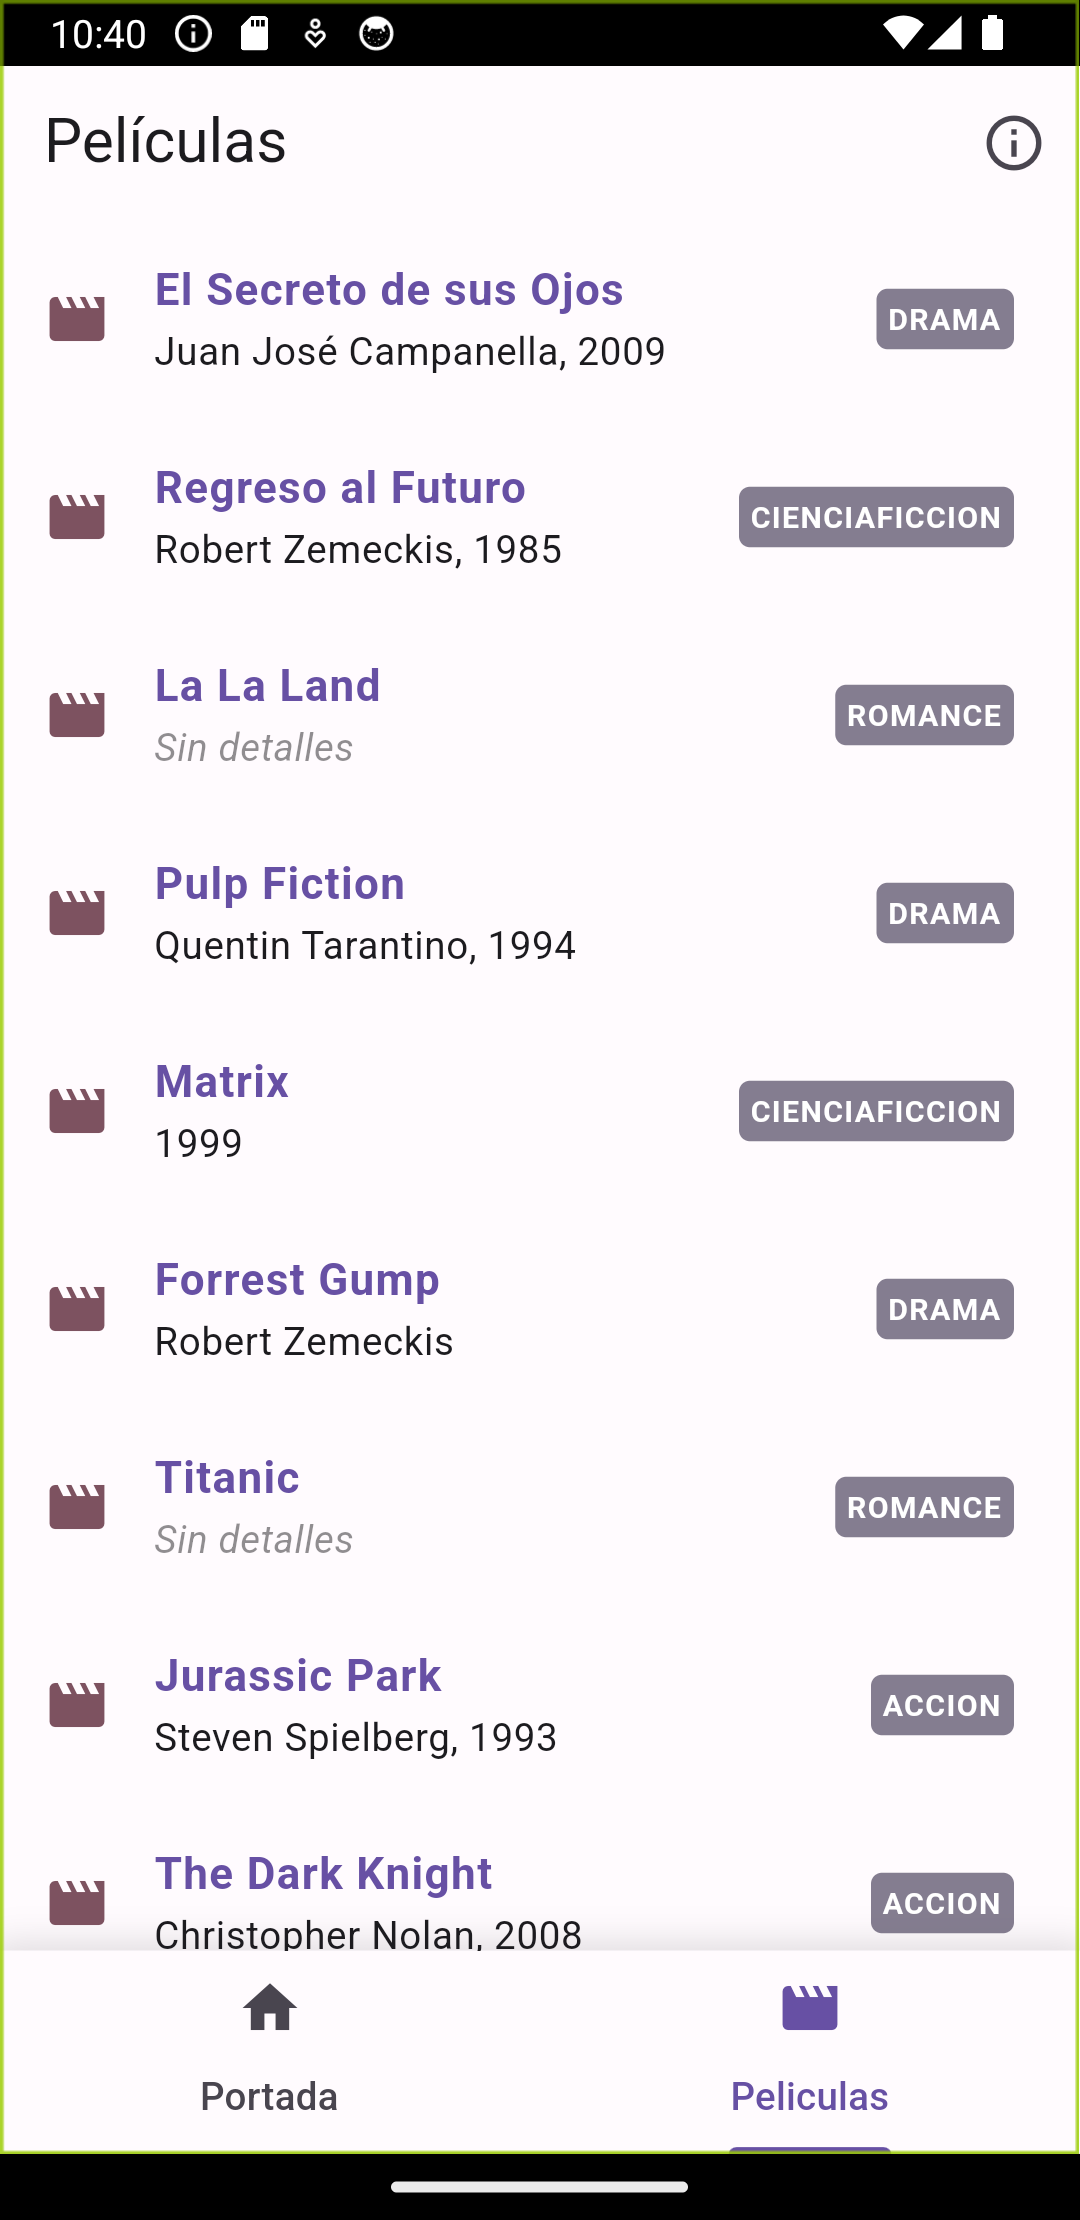 10:40
Películas
El Secreto de sus Ojos
Juan José Campanella, 2009
DRAMA
Regreso al Futuro
Robert Zemeckis, 1985
CIENCIAFICCION
La La Land
Sin detalles
ROMANCE
Pulp Fiction
Quentin Tarantino, 1994
DRAMA
Matrix
1999
CIENCIAFICCION
Forrest Gump
Robert Zemeckis
DRAMA
Titanic
Sin detalles
ROMANCE
Jurassic Park
Steven Spielberg, 1993
ACCION
The Dark Knight
Christopher Nolan, 2008
ACCION
Portada
Peliculas